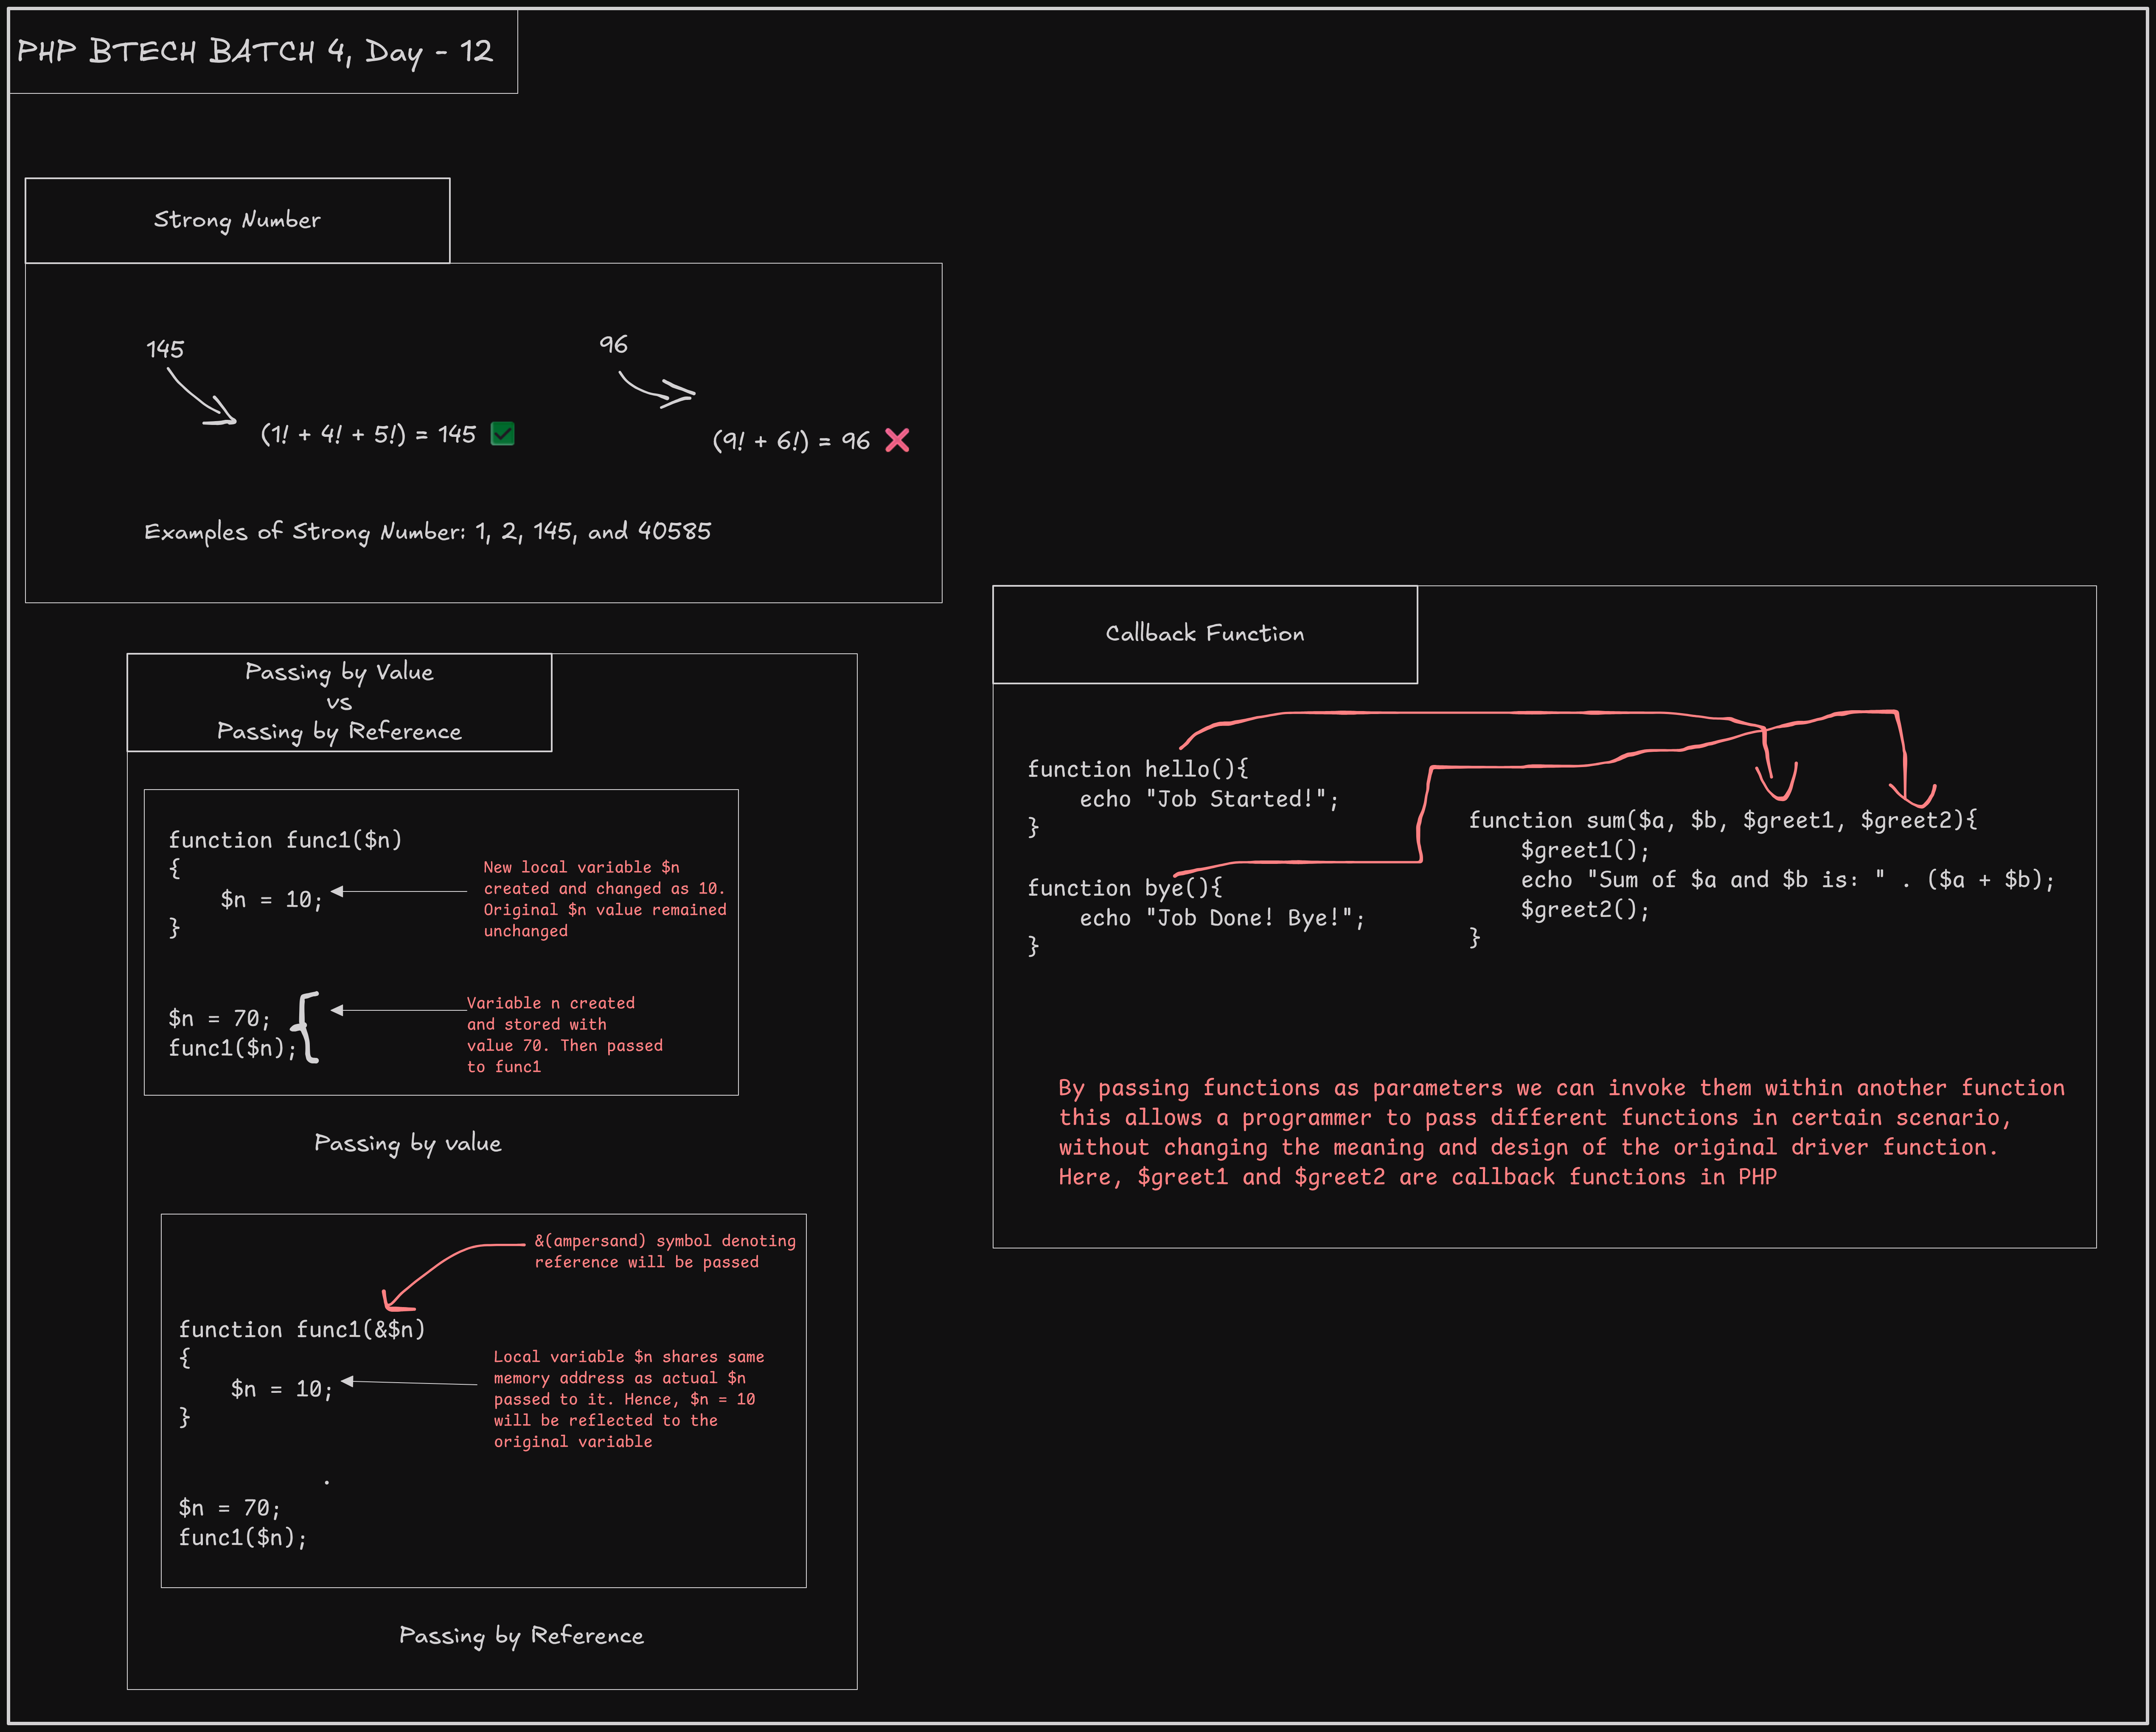 PHP BTECH BATCH 4, Day - 12
Strong Number
145
(1! + 4! + 5!) = 145 ✅
96
(9! + 6!) = 96 ❌
Examples of Strong Number: 1, 2, 145, and 40585
Passing by Value
vs
Passing by Reference
function func1($n)
{
    $n = 10;
}
New local variable $n
created and changed as 10.
Original $n value remained
unchanged
$n = 70;
func1($n);
Variable n created
and stored with
value 70. Then passed
to func1
Passing by value
&(ampersand) symbol denoting
reference will be passed
function func1(&$n)
{
    $n = 10;
}
Local variable $n shares same
memory address as actual $n
passed to it. Hence, $n = 10
will be reflected to the
original variable
.
$n = 70;
func1($n);
Passing by Reference
Callback Function
function hello(){
    echo "Job Started!";
}
function bye(){
    echo "Job Done! Bye!";
}
function sum($a, $b, $greet1, $greet2){
    $greet1();
    echo "Sum of $a and $b is: " . ($a + $b);
    $greet2();
}
By passing functions as parameters we can invoke them within another function
this allows a programmer to pass different functions in certain scenario,
without changing the meaning and design of the original driver function.
Here, $greet1 and $greet2 are callback functions in PHP